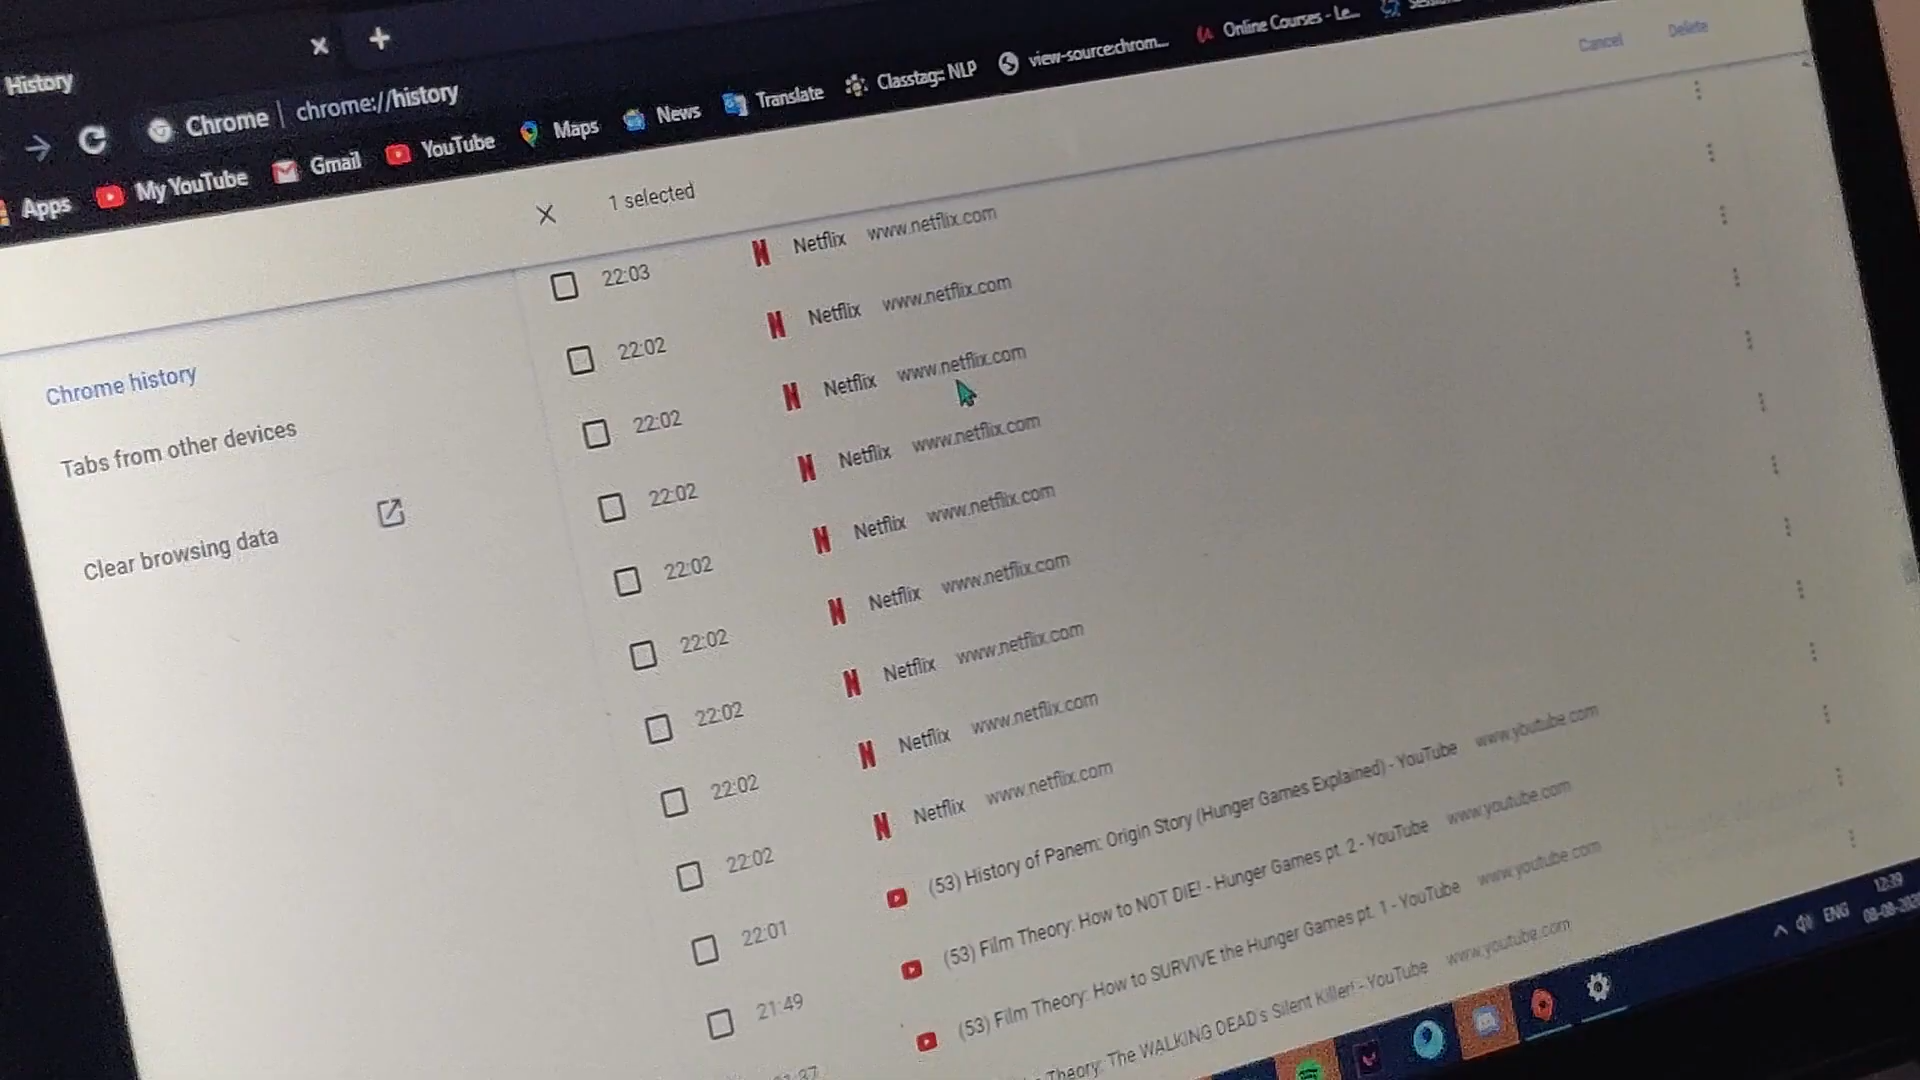 History
Chrome | chrome://history
Apps My YouTube Gmail YouTube Maps News Translate Classtag:: NLP view-source:chrom... Online Courses - Le...
1 selected Cancel Delete
Chrome history
Tabs from other devices
Clear browsing data
22:03 Netflix www.netflix.com
22:02 Netflix www.netflix.com
22:02 Netflix www.netflix.com
22:02 Netflix www.netflix.com
22:02 Netflix www.netflix.com
22:02 Netflix www.netflix.com
22:02 Netflix www.netflix.com
22:02 Netflix www.netflix.com
22:02 Netflix www.netflix.com
22:01 (53) History of Panem: Origin Story (Hunger Games Explained) - YouTube www.youtube.com
21:49 (53) Film Theory: How to NOT DiE! - Hunger Games pt. 2 - YouTube www.youtube.com
(53) Film Theory: How to SURVIVE the Hunger Games pt. 1 - YouTube www.youtube.com
Theory: The WALKING DEAD's Silent Killer! - YouTube www.youtube.com
ENG 12:39